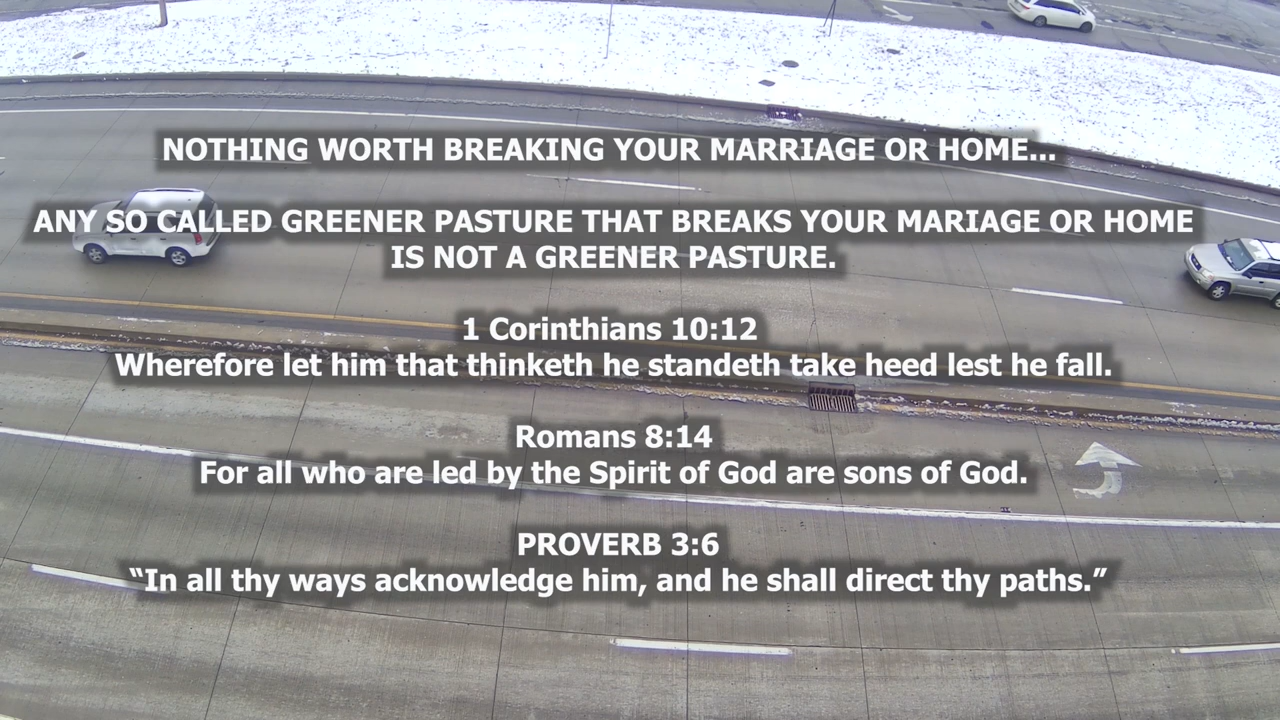 NOTHING WORTH BREAKING YOUR MARRIAGE OR HOME...
ANY SO CALLED GREENER PASTURE THAT BREAKS YOUR MARIAGE OR HOME
IS NOT A GREENER PASTURE.
1 Corinthians 10:12
Wherefore let him that thinketh he standeth take heed lest he fall.
Romans 8:14
For all who are led by the Spirit of God are sons of God.
PROVERB 3:6
“In all thy ways acknowledge him, and he shall direct thy paths.”